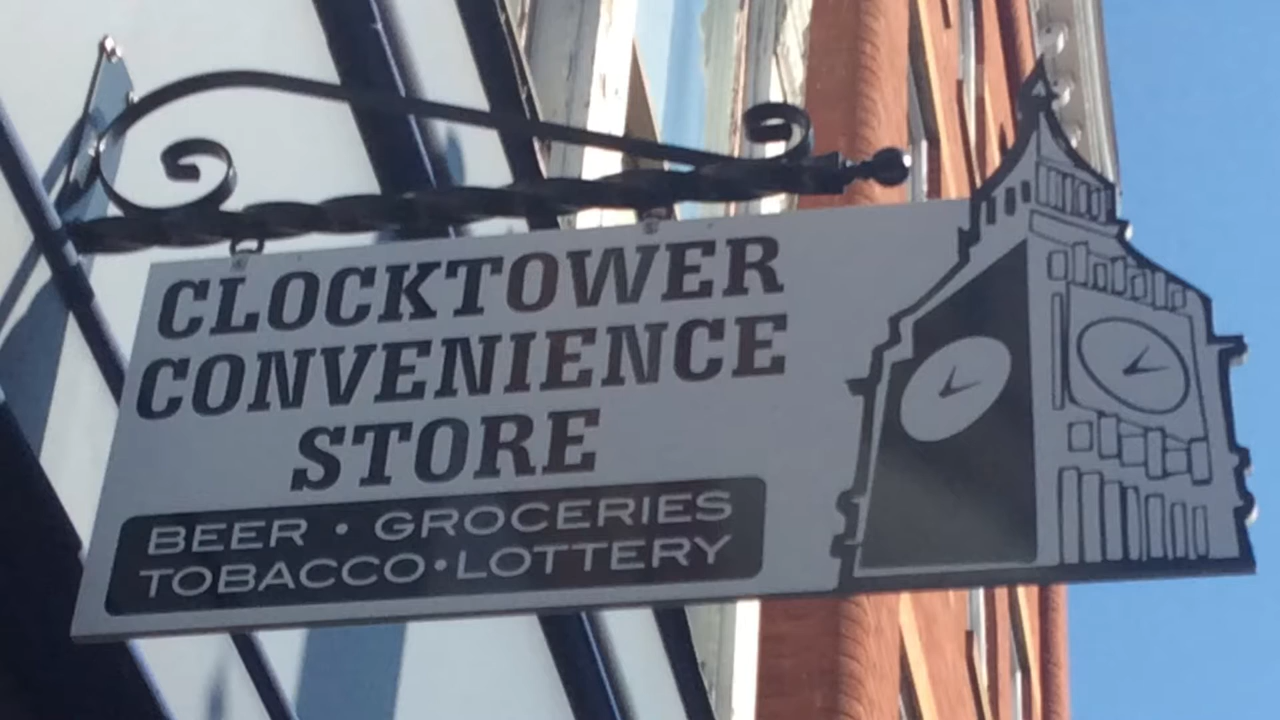 CLOCKTOWER
CONVENIENCE
STORE
BEER • GROCERIES
TOBACCO • LOTTERY